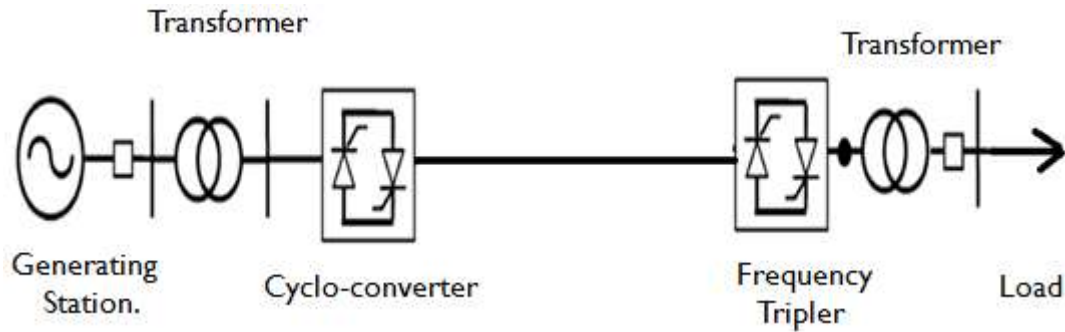 Transformer
Transformer
Generating
Station.
Cyclo-converter
Frequency
Tripler
Load